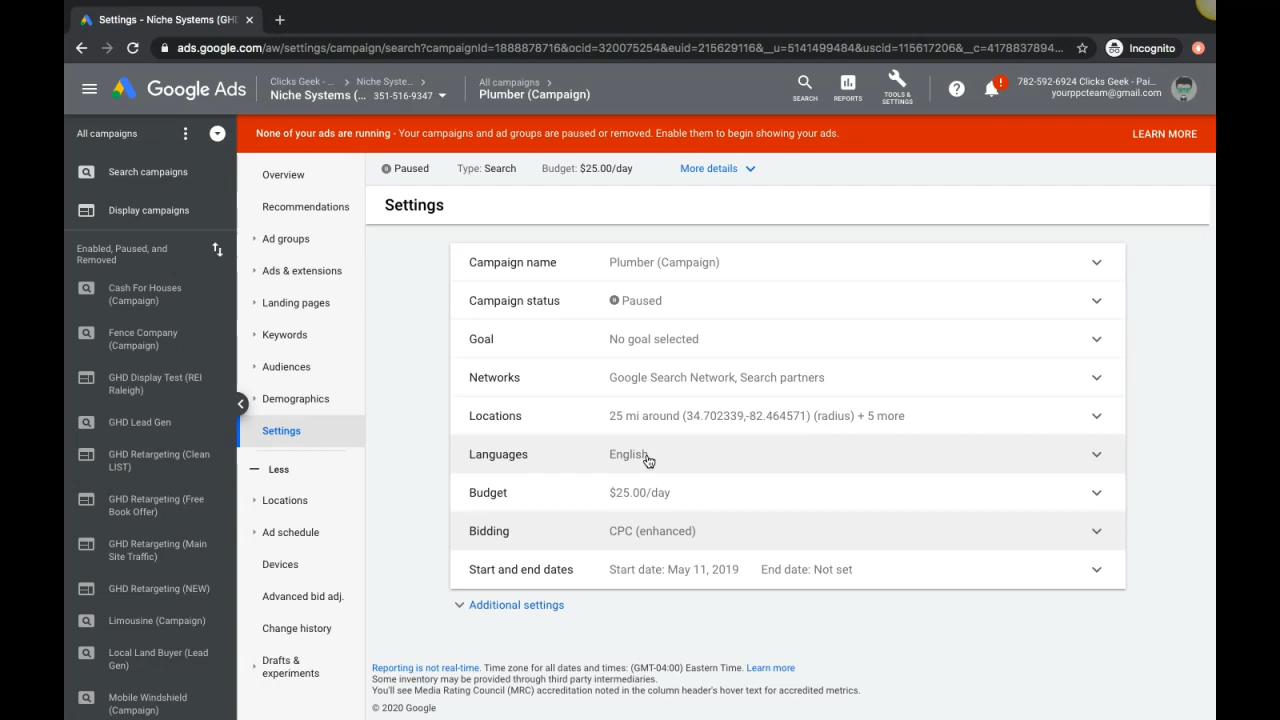 Settings - Niche Systems (GHD
ads.google.com/aw/settings/campaign/search?campaignId=1888878716&ocid=320075254&euid=215629116&__u=5141499484&uscid=115617206&__c=4178837894...
Incognito
Google Ads
Clicks Geek - ... > Niche Syste... >
Niche Systems (... 351-516-9347
All campaigns >
Plumber (Campaign)
SEARCH
REPORTS
TOOLS &
SETTINGS
782-592-6924 Clicks Geek - Pai...
yourppcteam@gmail.com
All campaigns
None of your ads are running - Your campaigns and ad groups are paused or removed. Enable them to begin showing your ads.
LEARN MORE
Search campaigns
Display campaigns
Enabled, Paused, and
Removed
Cash For Houses
(Campaign)
Fence Company
(Campaign)
GHD Display Test (REI
Raleigh)
GHD Lead Gen
GHD Retargeting (Clean
LIST)
GHD Retargeting (Free
Book Offer)
GHD Retargeting (Main
Site Traffic)
GHD Retargeting (NEW)
Limousine (Campaign)
Local Land Buyer (Lead
Gen)
Mobile Windshield
(Campaign)
Overview
Recommendations
Ad groups
Ads & extensions
Landing pages
Keywords
Audiences
Demographics
Settings
Less
Locations
Ad schedule
Devices
Advanced bid adj.
Change history
Drafts &
experiments
Paused Type: Search Budget: $25.00/day More details
Settings
Campaign name Plumber (Campaign)
Campaign status Paused
Goal No goal selected
Networks Google Search Network, Search partners
Locations 25 mi around (34.702339,-82.464571) (radius) + 5 more
Languages English
Budget $25.00/day
Bidding CPC (enhanced)
Start and end dates Start date: May 11, 2019 End date: Not set
Additional settings
Reporting is not real-time. Time zone for all dates and times: (GMT-04:00) Eastern Time. Learn more
Some inventory may be provided through third party intermediaries.
You'll see Media Rating Council (MRC) accreditation noted in the column header's hover text for accredited metrics.
© 2020 Google